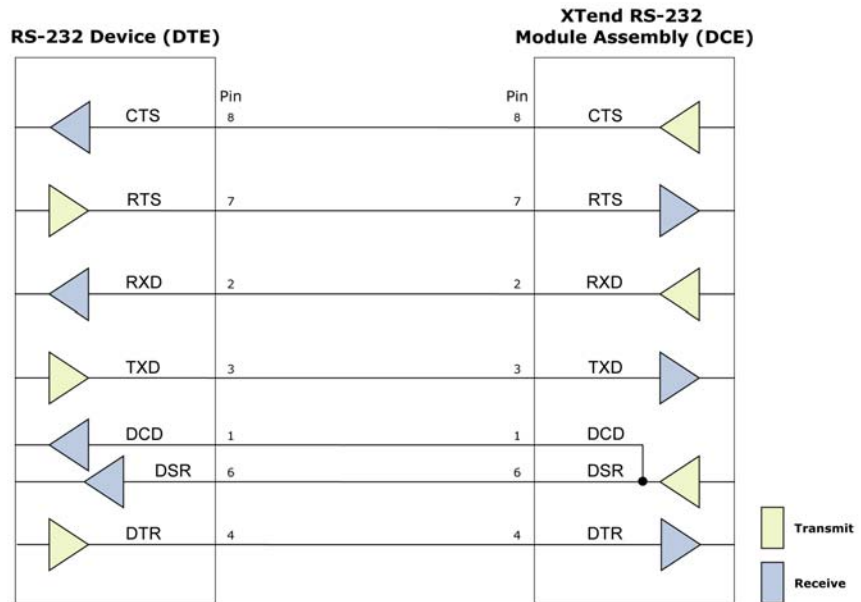 XTend RS-232
RS-232 Device (DTE) Module Assembly (DCE)
Pin Pin
CTS 8 8 CTS
RTS 7 7 RTS
RXD 2 2 RXD
TXD 3 3 TXD
DCD 1 1 DCD
DSR 6 6 DSR
DTR 4 4 DTR
Transmit
Receive